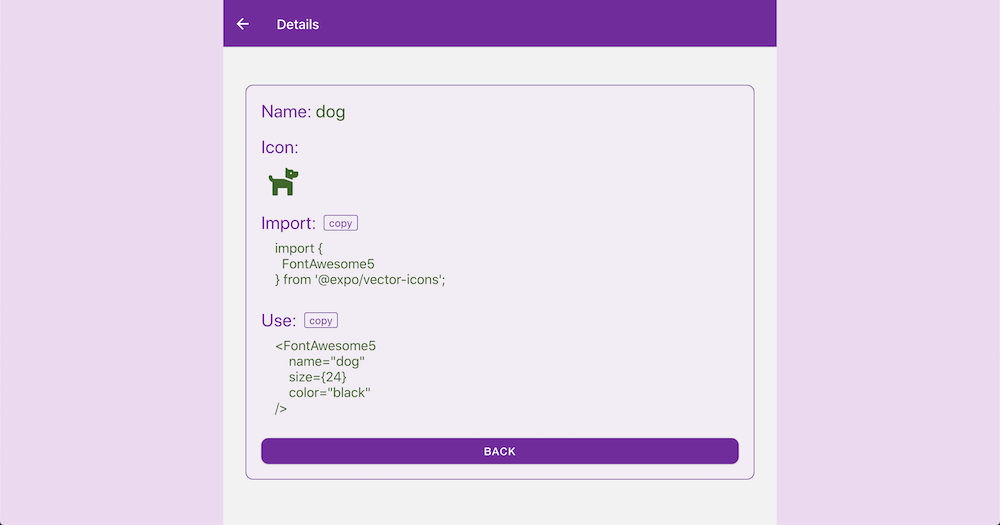 Details
Name: dog
Icon:
Import: copy
import {
  FontAwesome5
} from '@expo/vector-icons';
Use: copy
<FontAwesome5
    name="dog"
    size={24}
    color="black"
/>
BACK